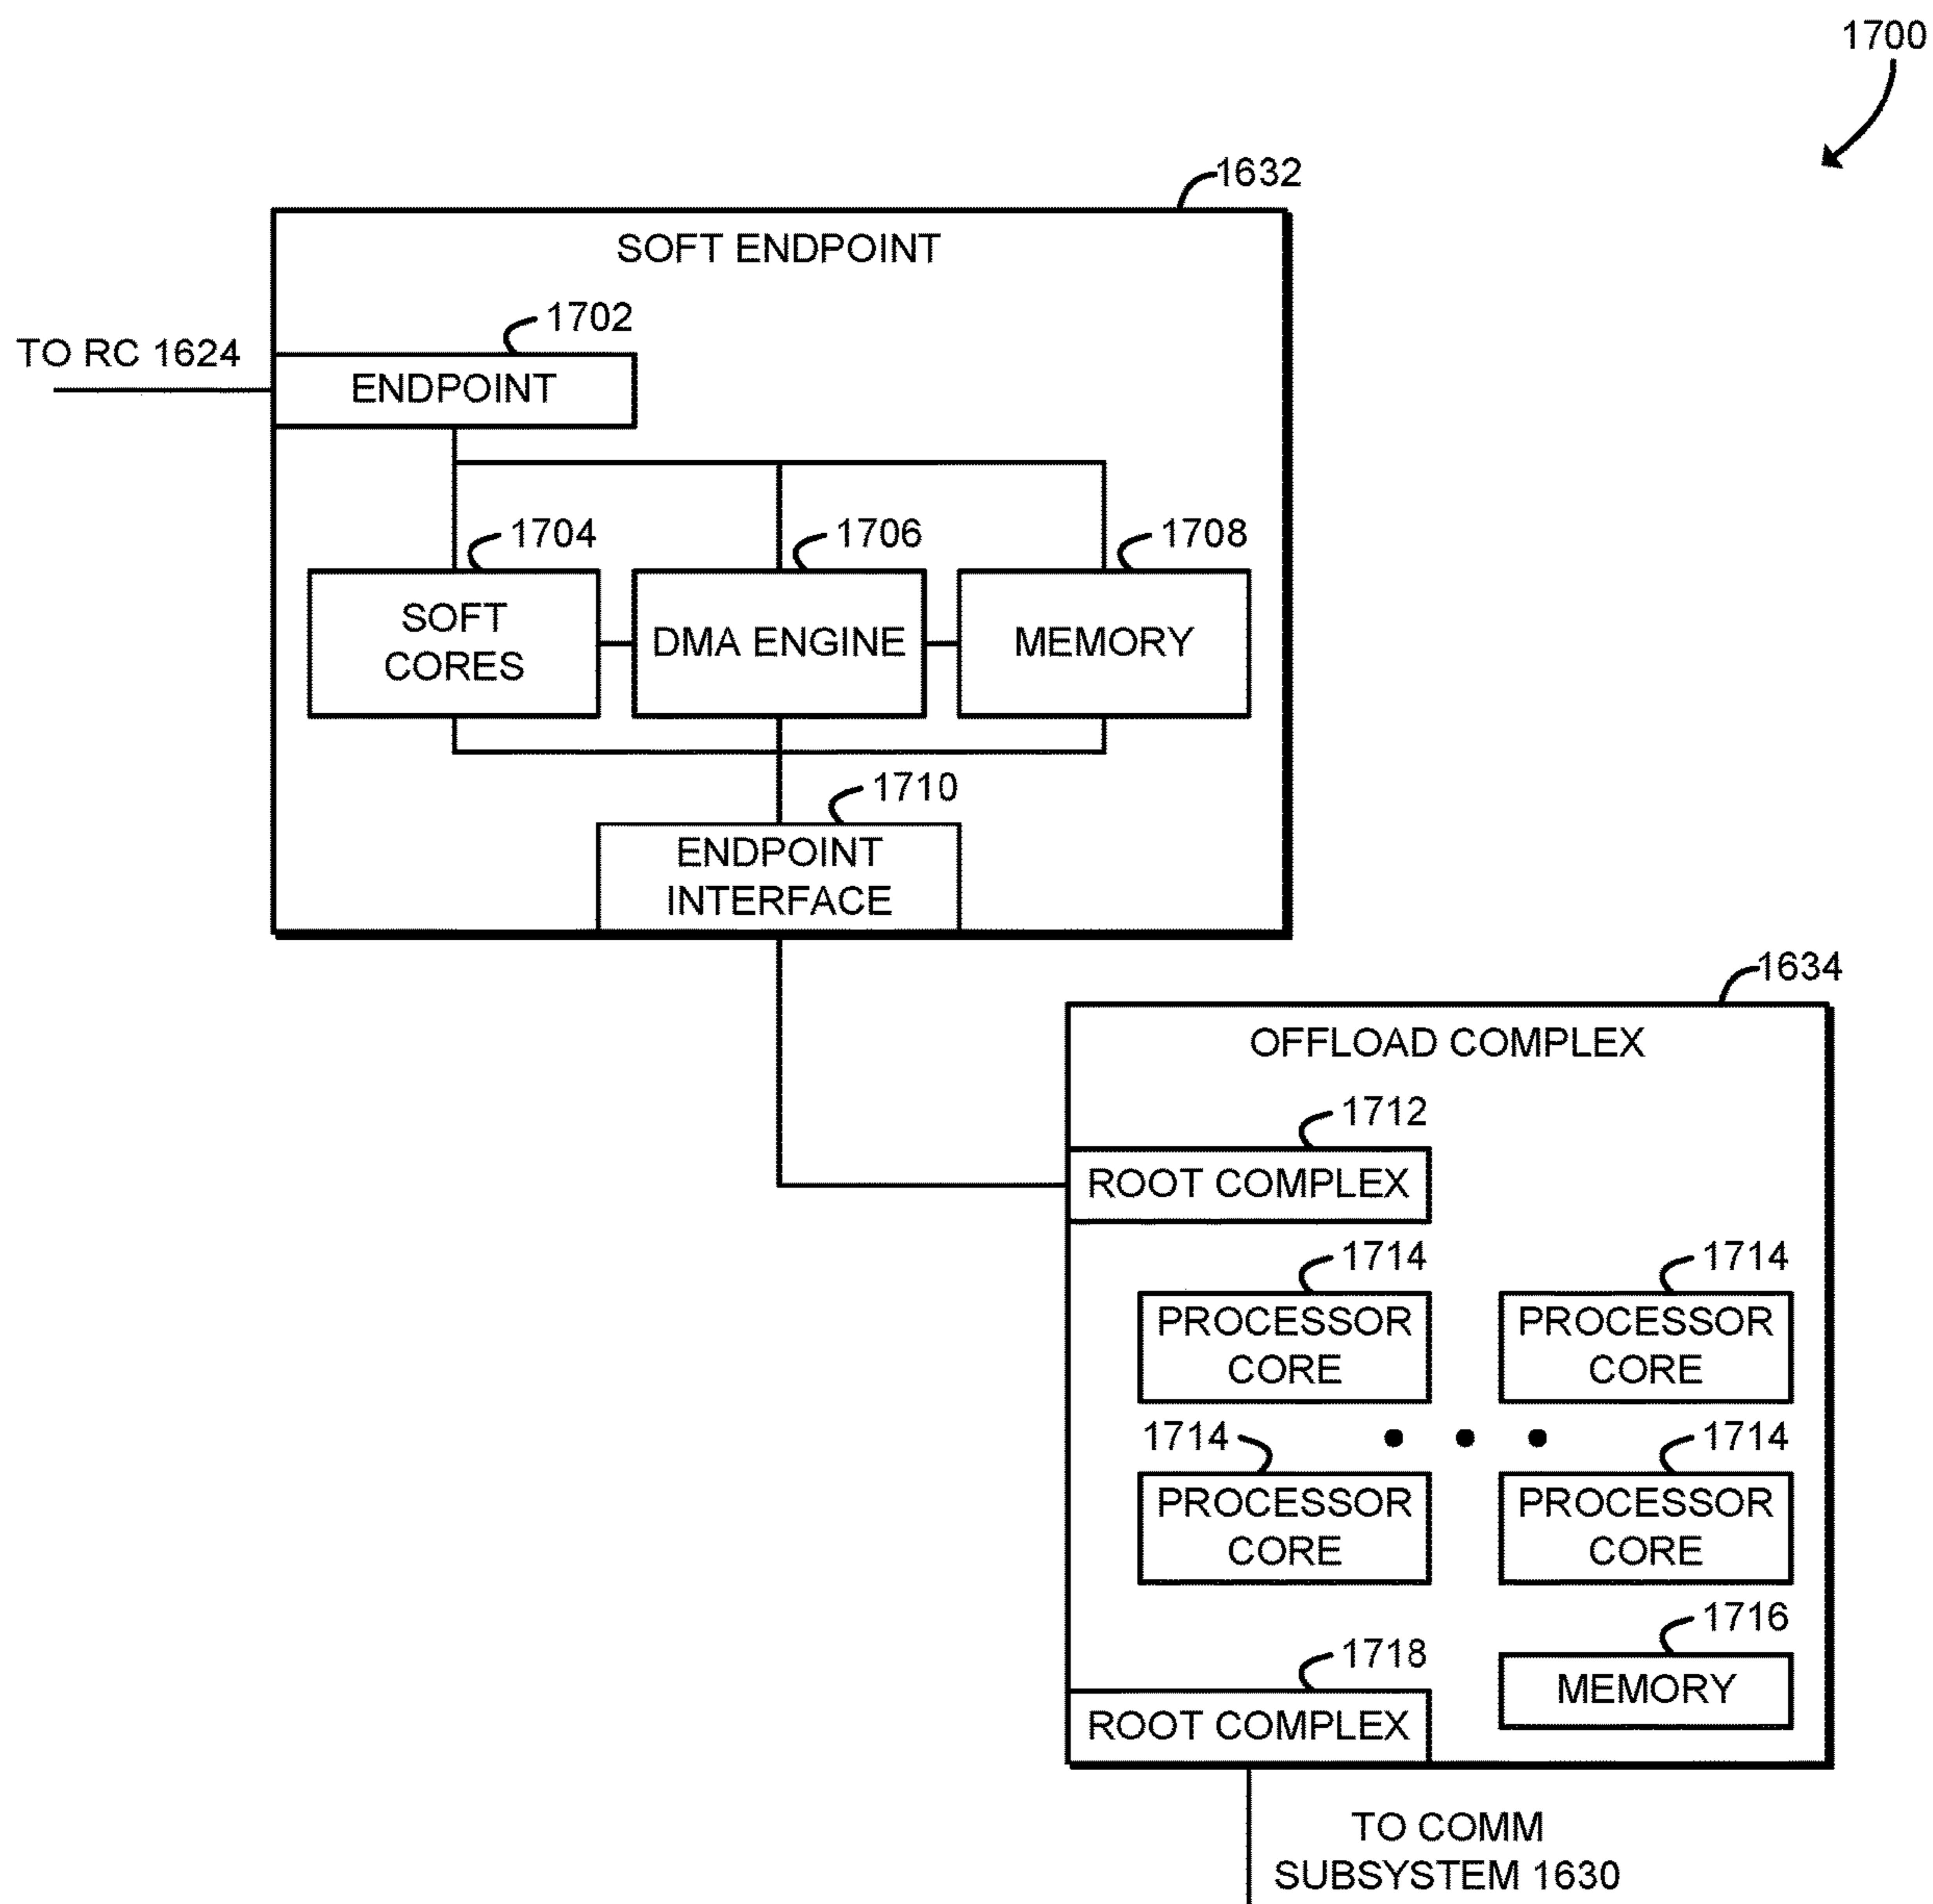 1700
1632
SOFT ENDPOINT
1702
TO RC 1624
ENDPOINT
1704
1706
1708
SOFT
CORES
DMA ENGINE
MEMORY
1710
ENDPOINT
INTERFACE
1634
OFFLOAD COMPLEX
1712
ROOT COMPLEX
1714
1714
PROCESSOR
CORE
PROCESSOR
CORE
1714
1714
PROCESSOR
CORE
PROCESSOR
CORE
1716
MEMORY
1718
ROOT COMPLEX
TO COMM
SUBSYSTEM 1630